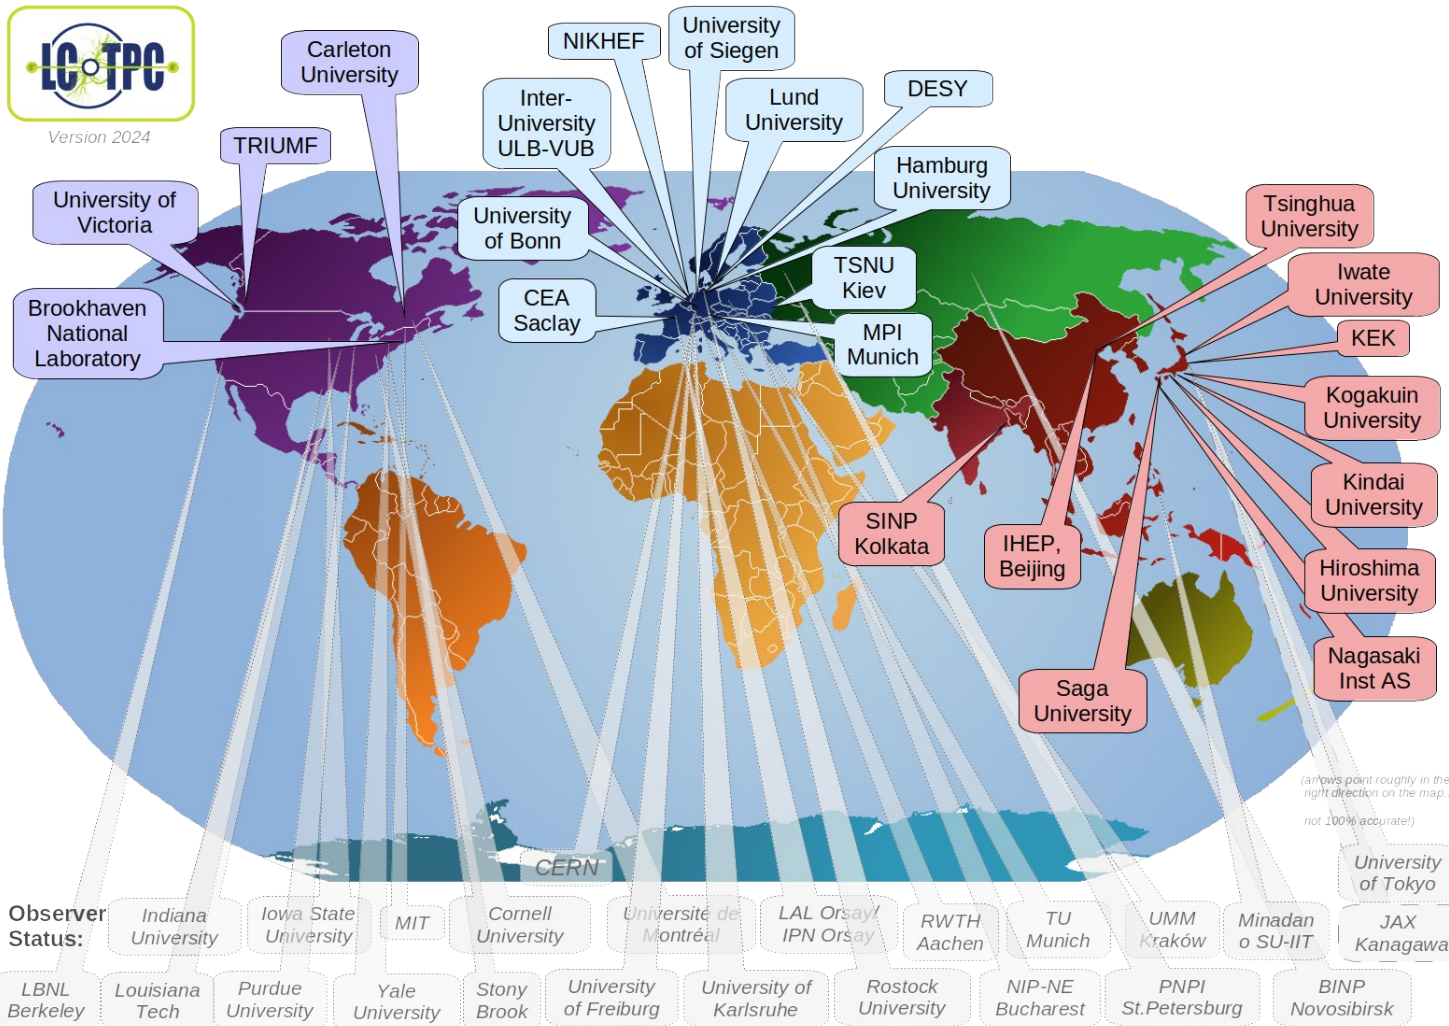 LC TPC
Version 2024
Carleton
University
TRIUMF
University of
Victoria
Brookhaven
National
Laboratory
NIKHEF
University
of Siegen
Inter-
University
ULB-VUB
Lund
University
DESY
Hamburg
University
University
of Bonn
CEA
Saclay
TSNU
Kiev
MPI
Munich
Tsinghua
University
Iwate
University
KEK
Kogakuin
University
Kindai
University
Hiroshima
University
Nagasaki
Inst AS
SINP
Kolkata
IHEP,
Beijing
Saga
University
(arrows point roughly in the
right direction on the map..
not 100% accurate!)
CERN
University
of Tokyo
Observer
Status:
Indiana
University
Iowa State
University
MIT
Cornell
University
Université de
Montréal
LAL Orsay/
IPN Orsay
RWTH
Aachen
TU
Munich
UMM
Kraków
Minadan
o SU-IIT
JAX
Kanagawa
LBNL
Berkeley
Louisiana
Tech
Purdue
University
Yale
University
Stony
Brook
University
of Freiburg
University of
Karlsruhe
Rostock
University
NIP-NE
Bucharest
PNPI
St.Petersburg
BINP
Novosibirsk